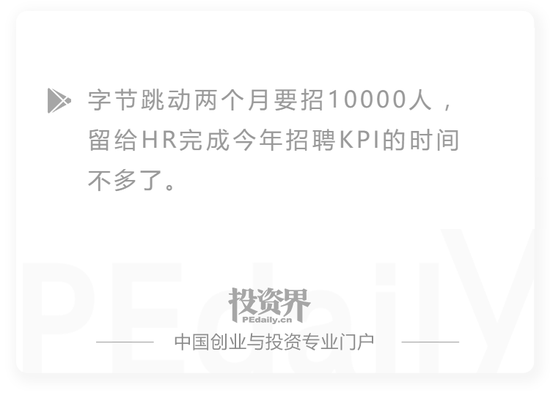 字节跳动两个月要招10000人，
留给HR完成今年招聘KPI的时间
不多了。
PEdaily
投资界
PEdaily.cn
中国创业与投资专业门户